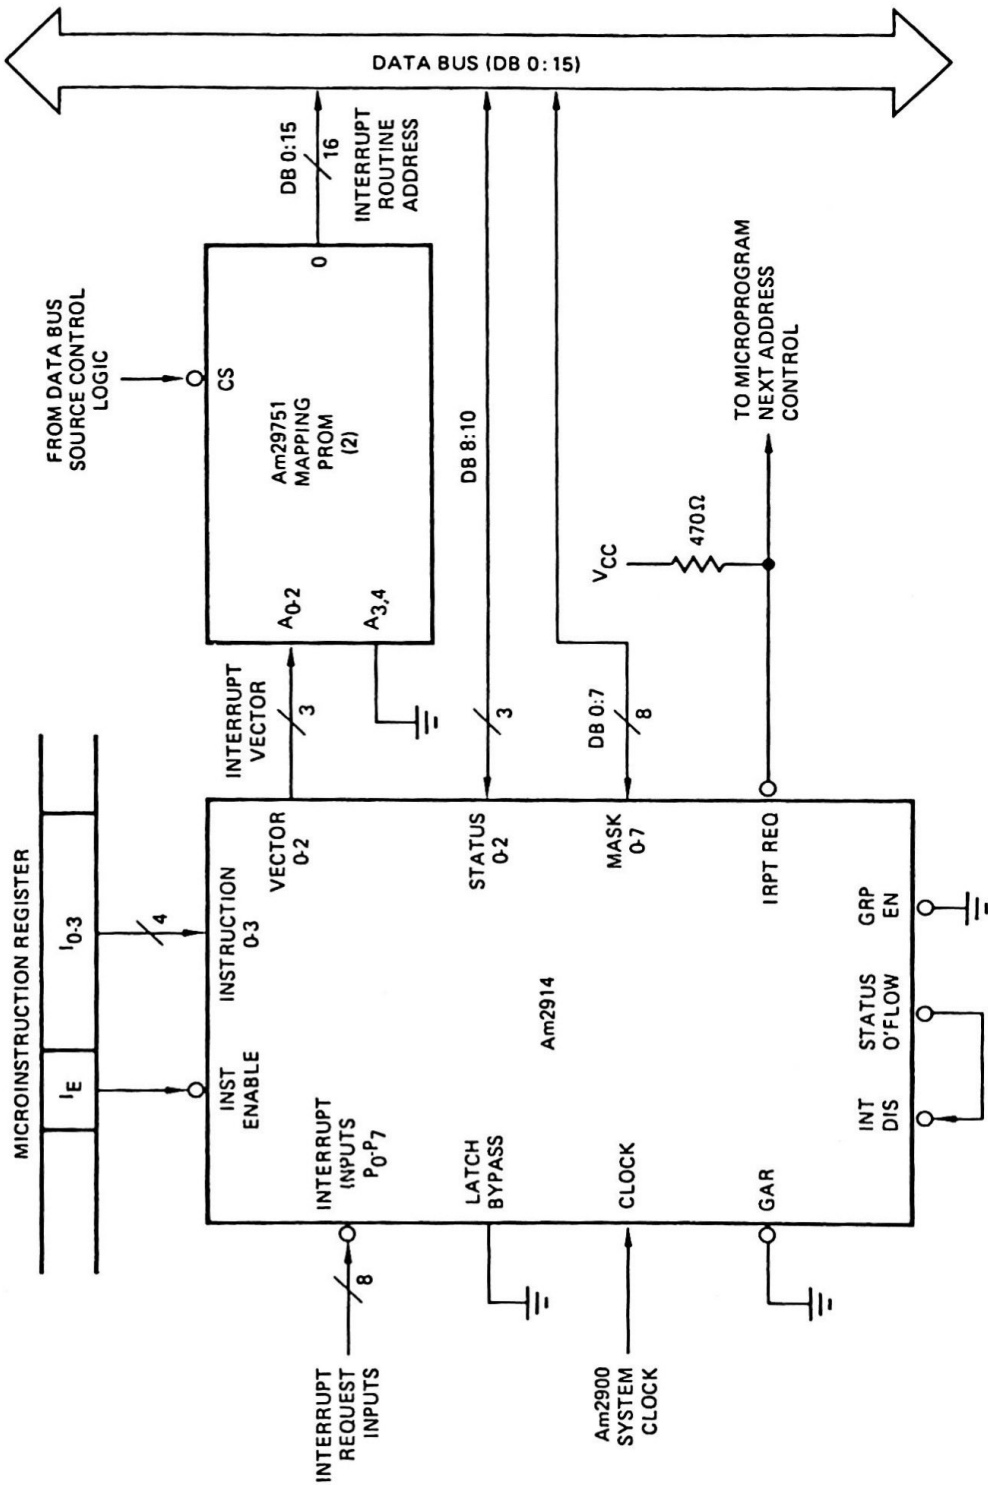 DATA BUS (DB 0:15)
DB 0:15
16
INTERRUPT
ROUTINE
ADDRESS
FROM DATA BUS
SOURCE CONTROL
LOGIC
CS
0
Am29751
MAPPING
PROM
(2)
A0-2
A3,4
INTERRUPT
VECTOR
3
DB 8:10
3
DB 0:7
8
VCC
470Ω
TO MICROPROGRAM
NEXT ADDRESS
CONTROL
MICROINSTRUCTION REGISTER
IE
I0-3
4
INST
ENABLE
INSTRUCTION
0-3
VECTOR
0-2
STATUS
0-2
MASK
0-7
IRPT REQ
Am2914
INTERRUPT
INPUTS
P0-P7
LATCH
BYPASS
CLOCK
GAR
INT
DIS
STATUS
O'FLOW
GRP
EN
INTERRUPT
REQUEST
INPUTS
8
Am2900
SYSTEM
CLOCK